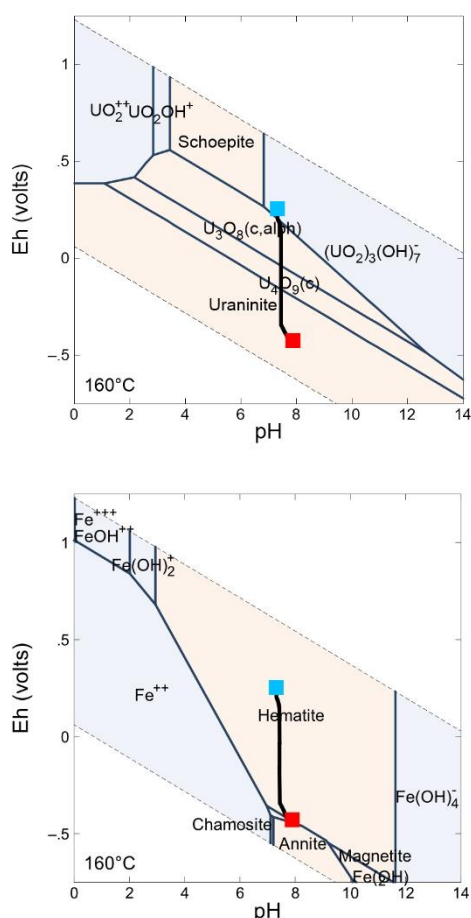 1
.5
0
–.5
Eh (volts)
UO₂⁺⁺ UO₂OH⁺
Schoepite
U₃O₈(c,alph)
(UO₂)₃(OH)₇⁻
U₄O₉(c)
Uraninite
160°C
0 2 4 6 8 10 12 14
pH
1
.5
0
–.5
Eh (volts)
Fe⁺⁺⁺
FeOH⁺⁺
Fe(OH)₂⁺
Fe⁺⁺
Hematite
Fe(OH)₄⁻
Chamosite
Annite
Magnetite
Fe(OH)₂
160°C
0 2 4 6 8 10 12 14
pH